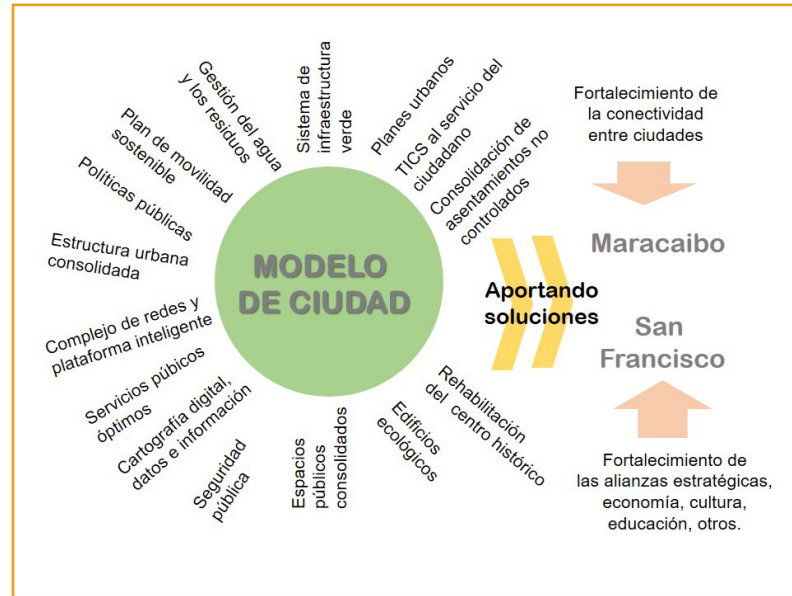 Gestión del agua
y los residuos
Sistema de
infraestructura
verde
Planes urbanos
TICS al servicio del
ciudadano
Consolidación de
asentamientos no
controlados
Plan de movilidad
sostenible
Políticas públicas
Estructura urbana
consolidada
Complejo de redes y
plataforma inteligente
Servicios púbicos
óptimos
Cartografía digital,
datos e información
Seguridad
pública
Espacios
públicos
consolidados
Edificios
ecológicos
Rehabilitación
del centro histórico
MODELO
DE CIUDAD
Aportando
soluciones
Fortalecimiento de
la conectividad
entre ciudades
Maracaibo
San
Francisco
Fortalecimiento de
las alianzas estratégicas,
economía, cultura,
educación, otros.